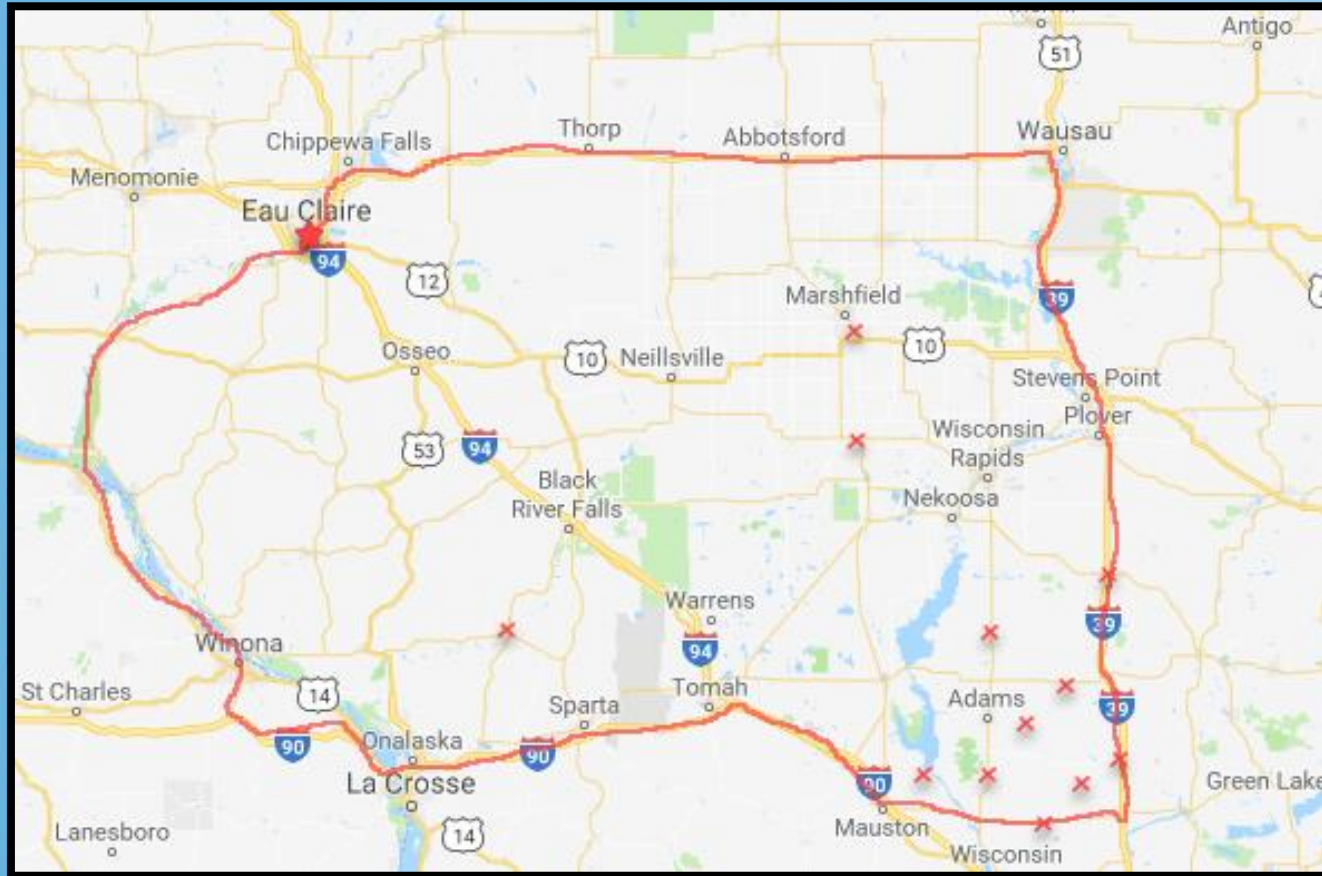 Antigo
51
Wausau
Thorp
Abbotsford
Chippewa Falls
Menomonie
Eau Claire
94
12
39
Marshfield
10
Osseo
10
Neillsville
Stevens Point
Plover
53
94
Wisconsin
Rapids
Nekoosa
Black
River Falls
Warrens
39
94
Winona
St Charles
14
Sparta
Tomah
Adams
39
90
Onalaska
90
La Crosse
90
Green Lake
Mauston
Lanesboro
14
Wisconsin